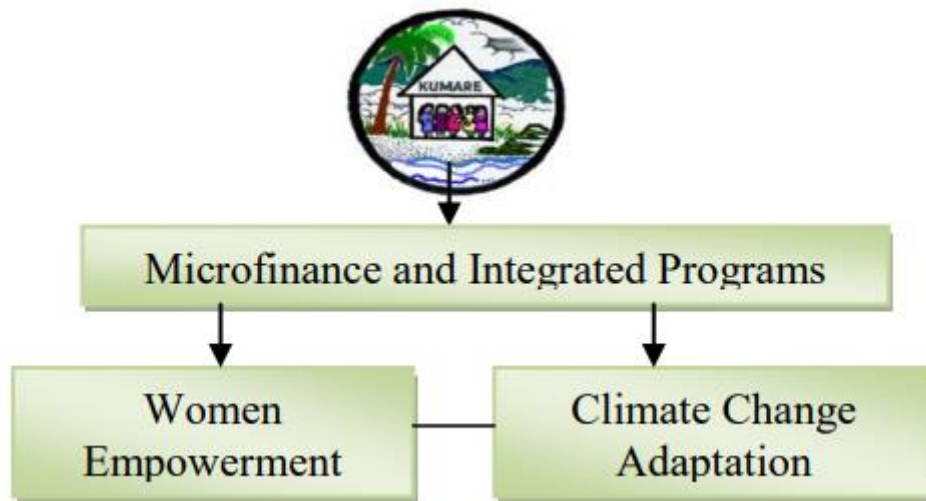 KUMARE
Microfinance and Integrated Programs
Women
Empowerment
Climate Change
Adaptation